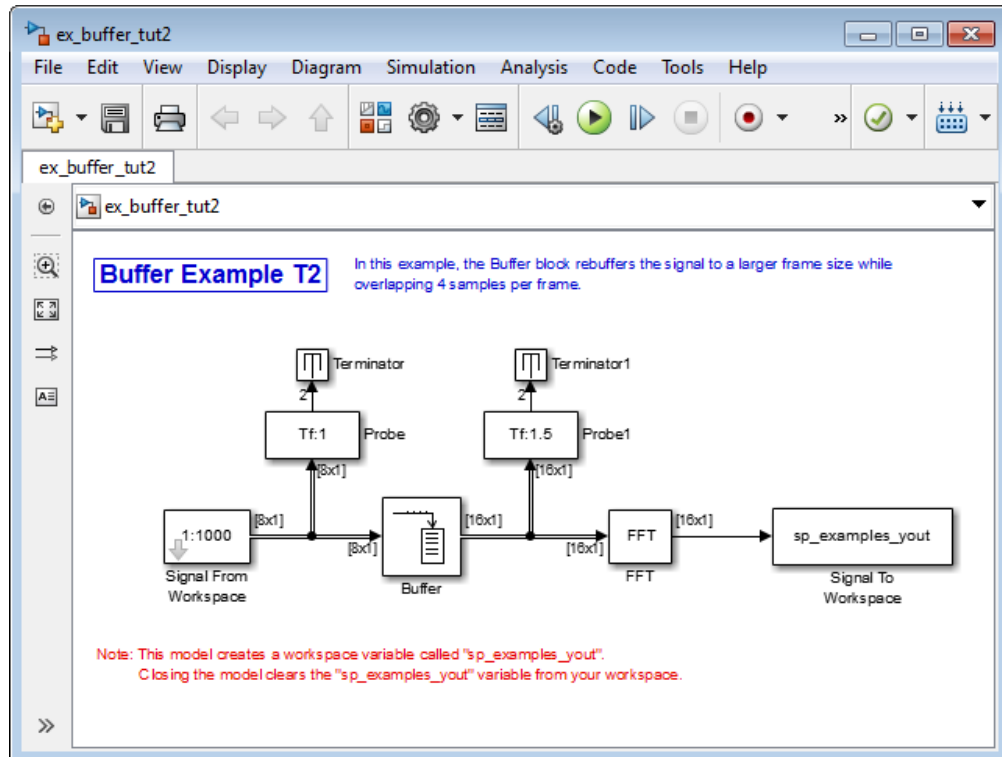 ex_buffer_tut2
File Edit View Display Diagram Simulation Analysis Code Tools Help
»
ex_buffer_tut2
ex_buffer_tut2
Buffer Example T2
In this example, the Buffer block rebuffers the signal to a larger frame size while
overlapping 4 samples per frame.
Terminator
Terminator1
2
2
Tf:1
Probe
Tf:1.5
Probe1
[8x1]
[16x1]
1:1000
[8x1]
[8x1]
[16x1]
[16x1]
FFT
[16x1]
sp_examples_yout
Signal From
Workspace
Buffer
FFT
Signal To
Workspace
Note: This model creates a workspace variable called "sp_examples_yout".
Closing the model clears the "sp_examples_yout" variable from your workspace.
»